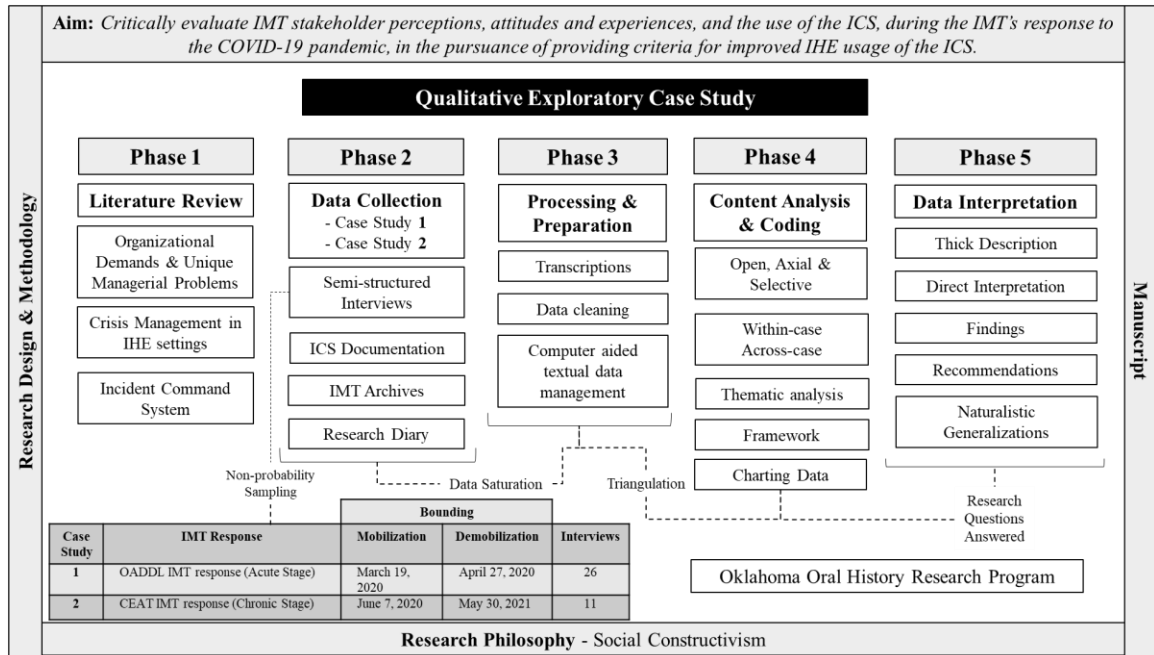 Aim: Critically evaluate IMT stakeholder perceptions, attitudes and experiences, and the use of the ICS, during the IMT's response to
the COVID-19 pandemic, in the pursuance of providing criteria for improved IHE usage of the ICS.
Research Design & Methodology
Qualitative Exploratory Case Study
Phase 1
Literature Review
Organizational
Demands & Unique
Managerial Problems
Crisis Management in
IHE settings
Incident Command
System
Phase 2
Data Collection
- Case Study 1
- Case Study 2
Semi-structured
Interviews
ICS Documentation
IMT Archives
Research Diary
Phase 3
Processing &
Preparation
Transcriptions
Data cleaning
Computer aided
textual data
management
Phase 4
Content Analysis
& Coding
Open, Axial &
Selective
Within-case
Across-case
Thematic analysis
Framework
Charting Data
Phase 5
Data Interpretation
Thick Description
Direct Interpretation
Findings
Recommendations
Naturalistic
Generalizations
Manuscript
Non-probability
Sampling
Data Saturation
Triangulation
Research
Questions
Answered
Bounding
Case
Study
IMT Response
Mobilization
Demobilization
Interviews
1
OADDL IMT response (Acute Stage)
March 19,
2020
April 27, 2020
26
2
CEAT IMT response (Chronic Stage)
June 7, 2020
May 30, 2021
11
Oklahoma Oral History Research Program
Research Philosophy - Social Constructivism